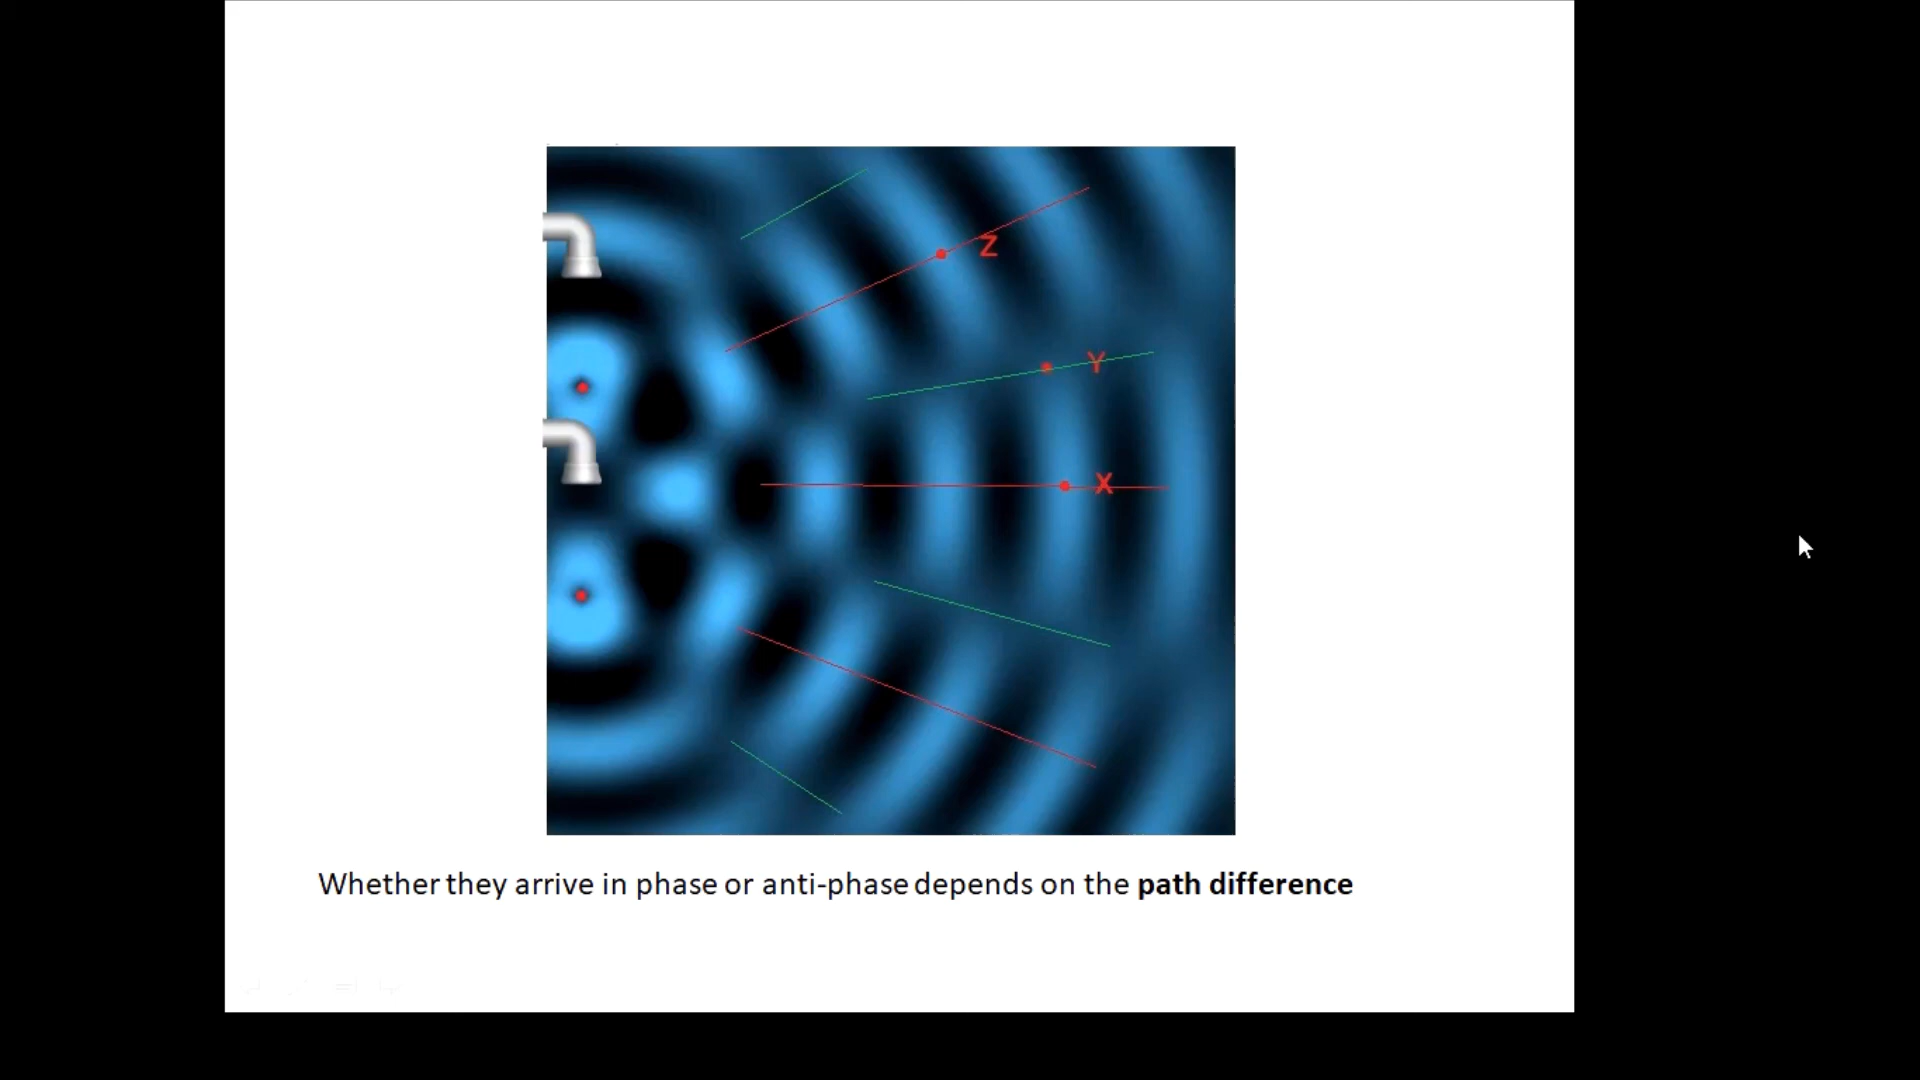 Z
Y
X
Whether they arrive in phase or anti-phase depends on the path difference